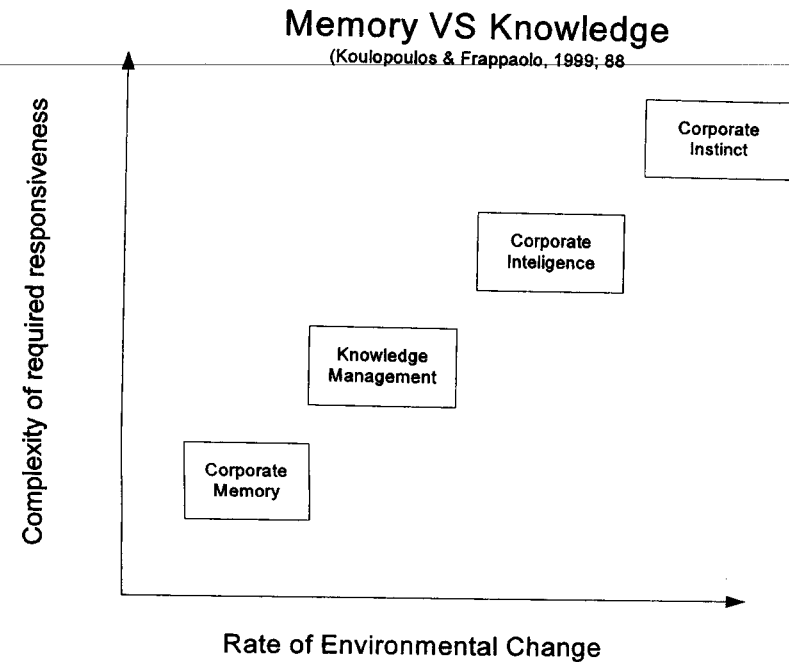 Memory VS Knowledge
(Koulopoulos & Frappaolo, 1999; 88
Complexity of required responsiveness
Corporate
Instinct
Corporate
Inteligence
Knowledge
Management
Corporate
Memory
Rate of Environmental Change